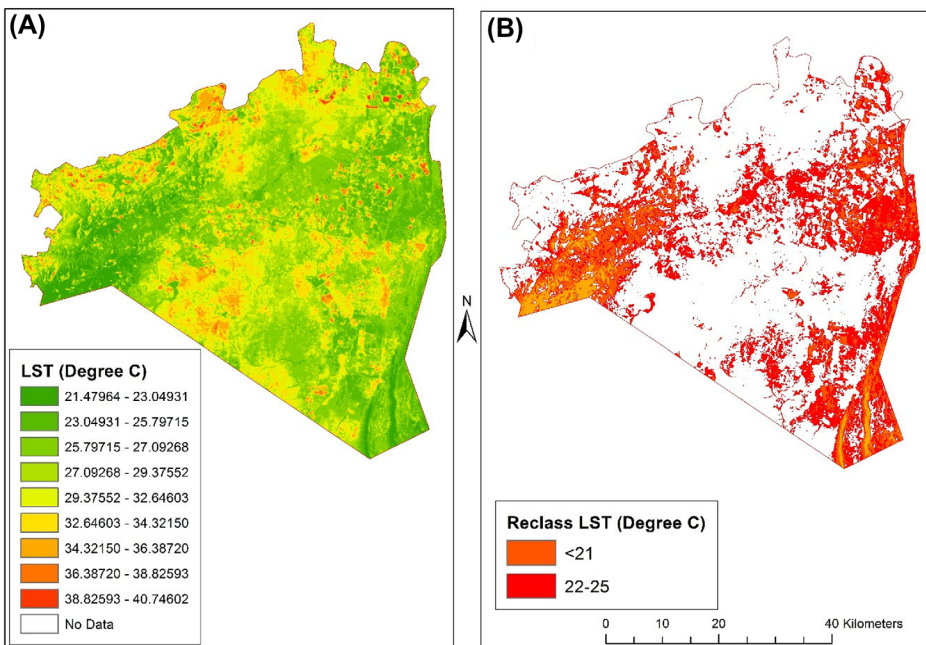 (A)
LST (Degree C)
21.47964 - 23.04931
23.04931 - 25.79715
25.79715 - 27.09268
27.09268 - 29.37552
29.37552 - 32.64603
32.64603 - 34.32150
34.32150 - 36.38720
36.38720 - 38.82593
38.82593 - 40.74602
No Data
N
(B)
Reclass LST (Degree C)
<21
22-25
0 10 20 40 Kilometers